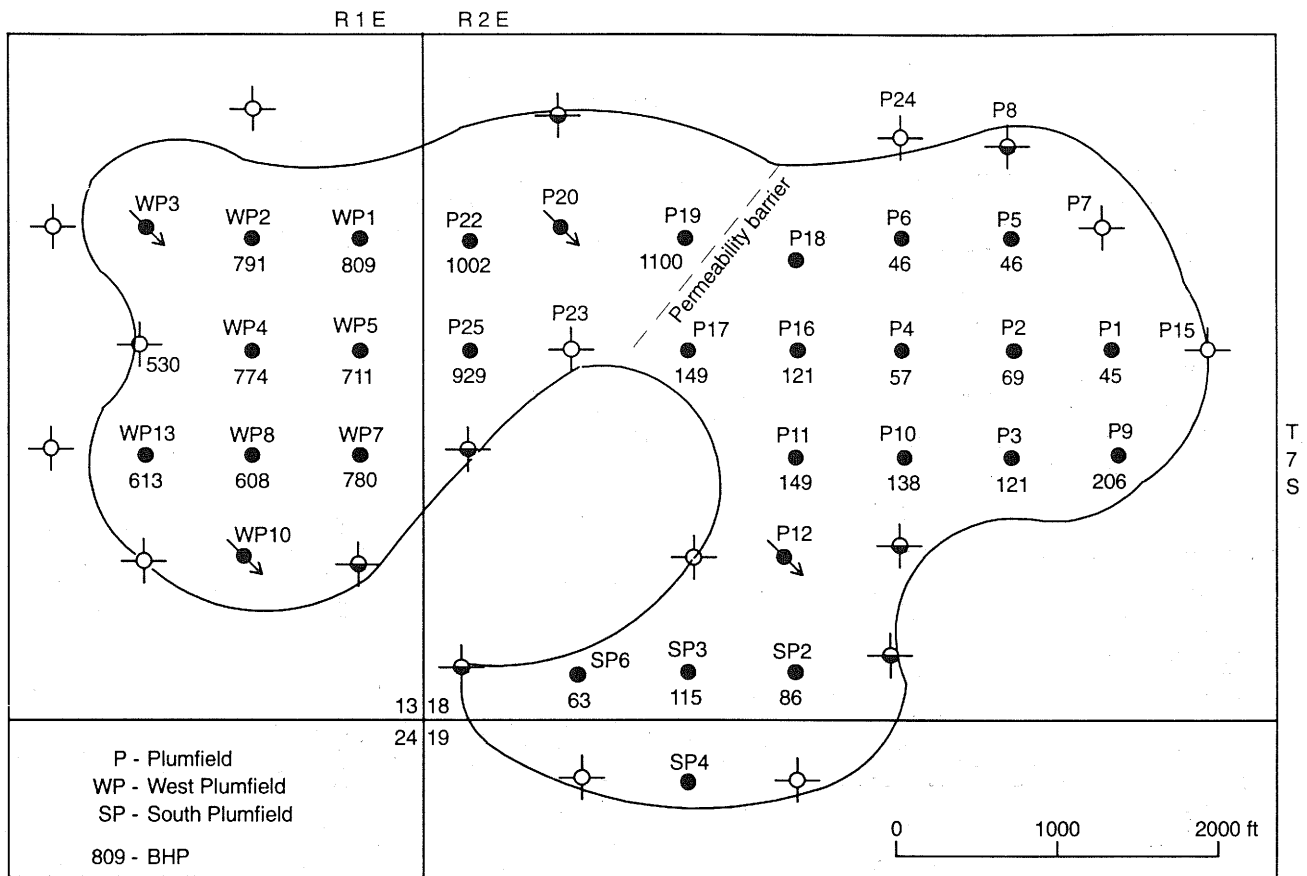 R 1 E R 2 E
P24
P8
WP3
WP2
WP1
P22
P20
P19
P18
P6
P5
P7
791
809
1002
1100
46
46
Permeability barrier
WP4
WP5
P25
P23
P17
P16
P4
P2
P1
P15
530
774
711
929
149
121
57
69
45
WP13
WP8
WP7
P11
P10
P3
P9
613
608
780
149
138
121
206
T
7
S
WP10
P12
SP6
SP3
SP2
63
115
86
13 18
24 19
SP4
P - Plumfield
WP - West Plumfield
SP - South Plumfield
809 - BHP
0 1000 2000 ft